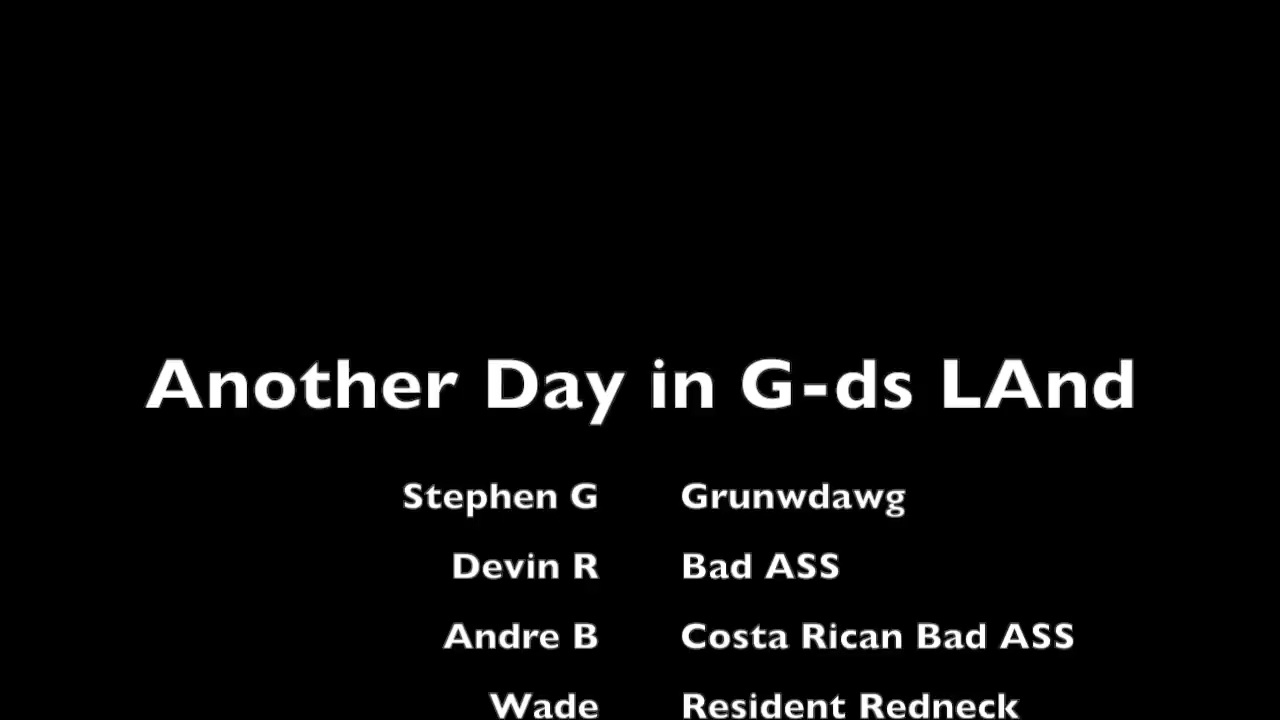 Another Day in G-ds LAnd
Stephen G Grunwdawg
Devin R Bad ASS
Andre B Costa Rican Bad ASS
Wade Resident Redneck